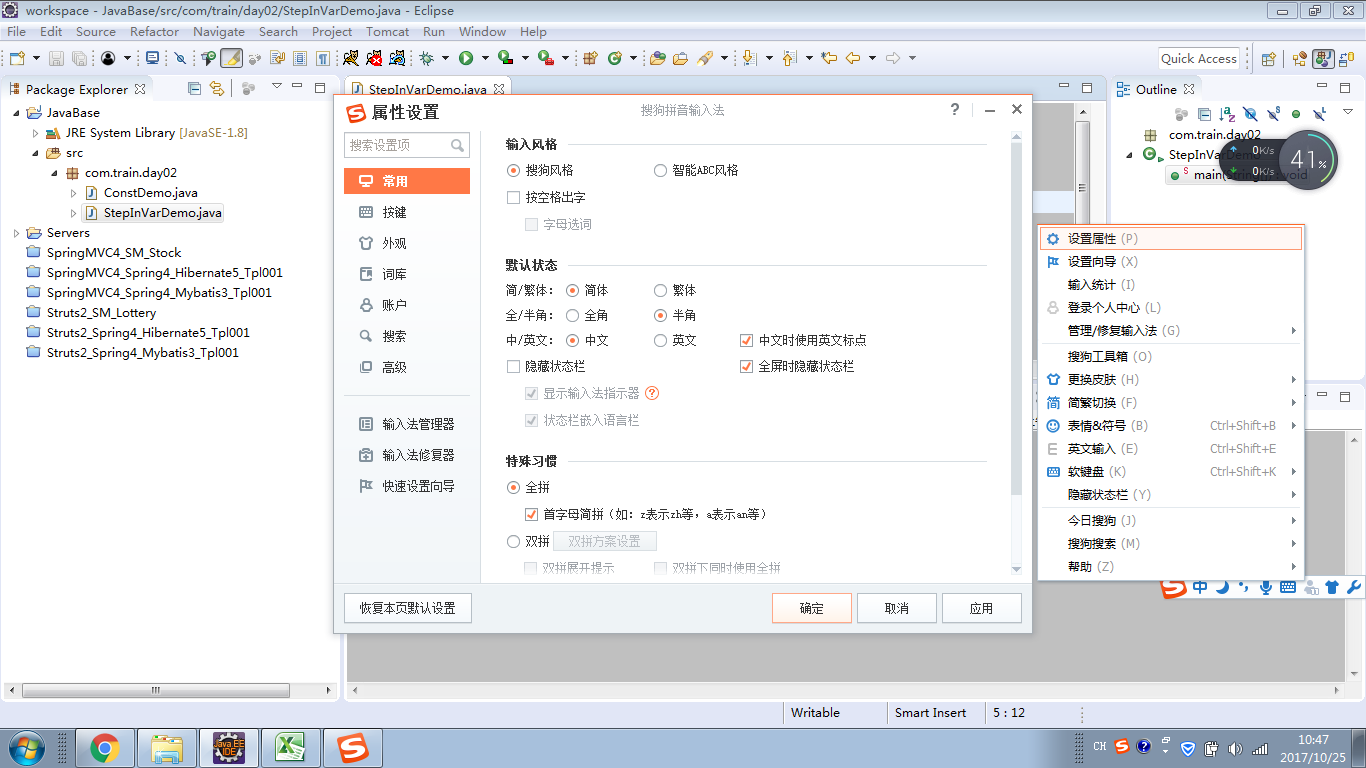 workspace - JavaBase/src/com/train/day02/StepInVarDemo.java - Eclipse
File Edit Source Refactor Navigate Search Project Tomcat Run Window Help
Quick Access
Package Explorer
JavaBase
JRE System Library [JavaSE-1.8]
src
com.train.day02
ConstDemo.java
StepInVarDemo.java
Servers
SpringMVC4_SM_Stock
SpringMVC4_Spring4_Hibernate5_Tpl001
SpringMVC4_Spring4_Mybatis3_Tpl001
Struts2_SM_Lottery
Struts2_Spring4_Hibernate5_Tpl001
Struts2_Spring4_Mybatis3_Tpl001
StepInVarDemo.java
属性设置
搜狗拼音输入法
搜索设置项
常用
按键
外观
词库
账户
搜索
高级
输入法管理器
输入法修复器
快速设置向导
输入风格
搜狗风格 智能ABC风格
按空格出字
字母选词
默认状态
简/繁体: 简体 繁体
全/半角: 全角 半角
中/英文: 中文 英文 中文时使用英文标点
隐藏状态栏 全屏时隐藏状态栏
显示输入法指示器
状态栏嵌入语言栏
特殊习惯
全拼
首字母简拼(如: z表示zh等, a表示an等)
双拼 双拼方案设置
双拼展开提示 双拼下同时使用全拼
恢复本页默认设置 确定 取消 应用
Outline
com.train.day02
StepInVarDemo
0K/s
0K/s
41%
设置属性 (P)
设置向导 (X)
输入统计 (I)
登录个人中心 (L)
管理/修复输入法 (G)
搜狗工具箱 (O)
更换皮肤 (H)
简繁切换 (F)
表情&符号 (B) Ctrl+Shift+B
英文输入 (E) Ctrl+Shift+E
软键盘 (K) Ctrl+Shift+K
隐藏状态栏 (Y)
今日搜狗 (J)
搜狗搜索 (M)
帮助 (Z)
中
Writable Smart Insert 5 : 12
CH
10:47
2017/10/25